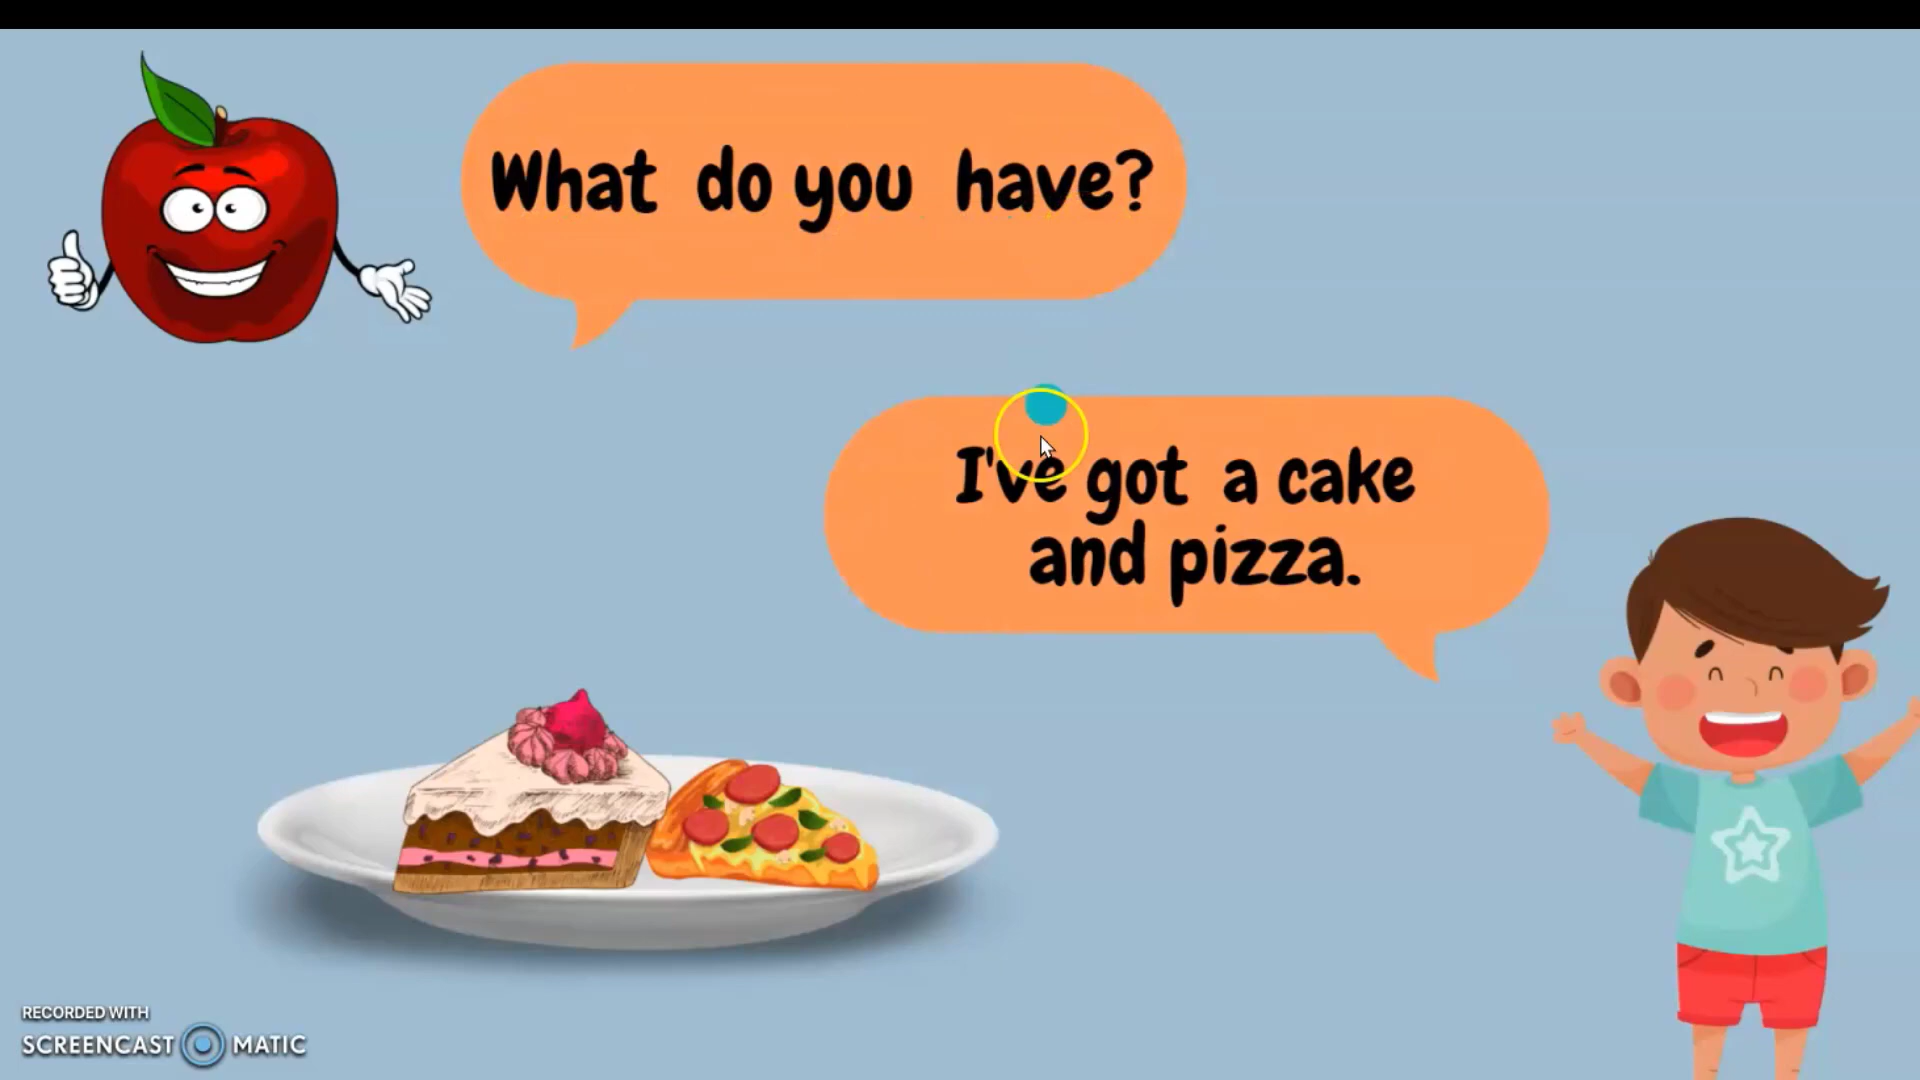 What do you have?
I've got a cake
and pizza.
RECORDED WITH
SCREENCAST MATIC